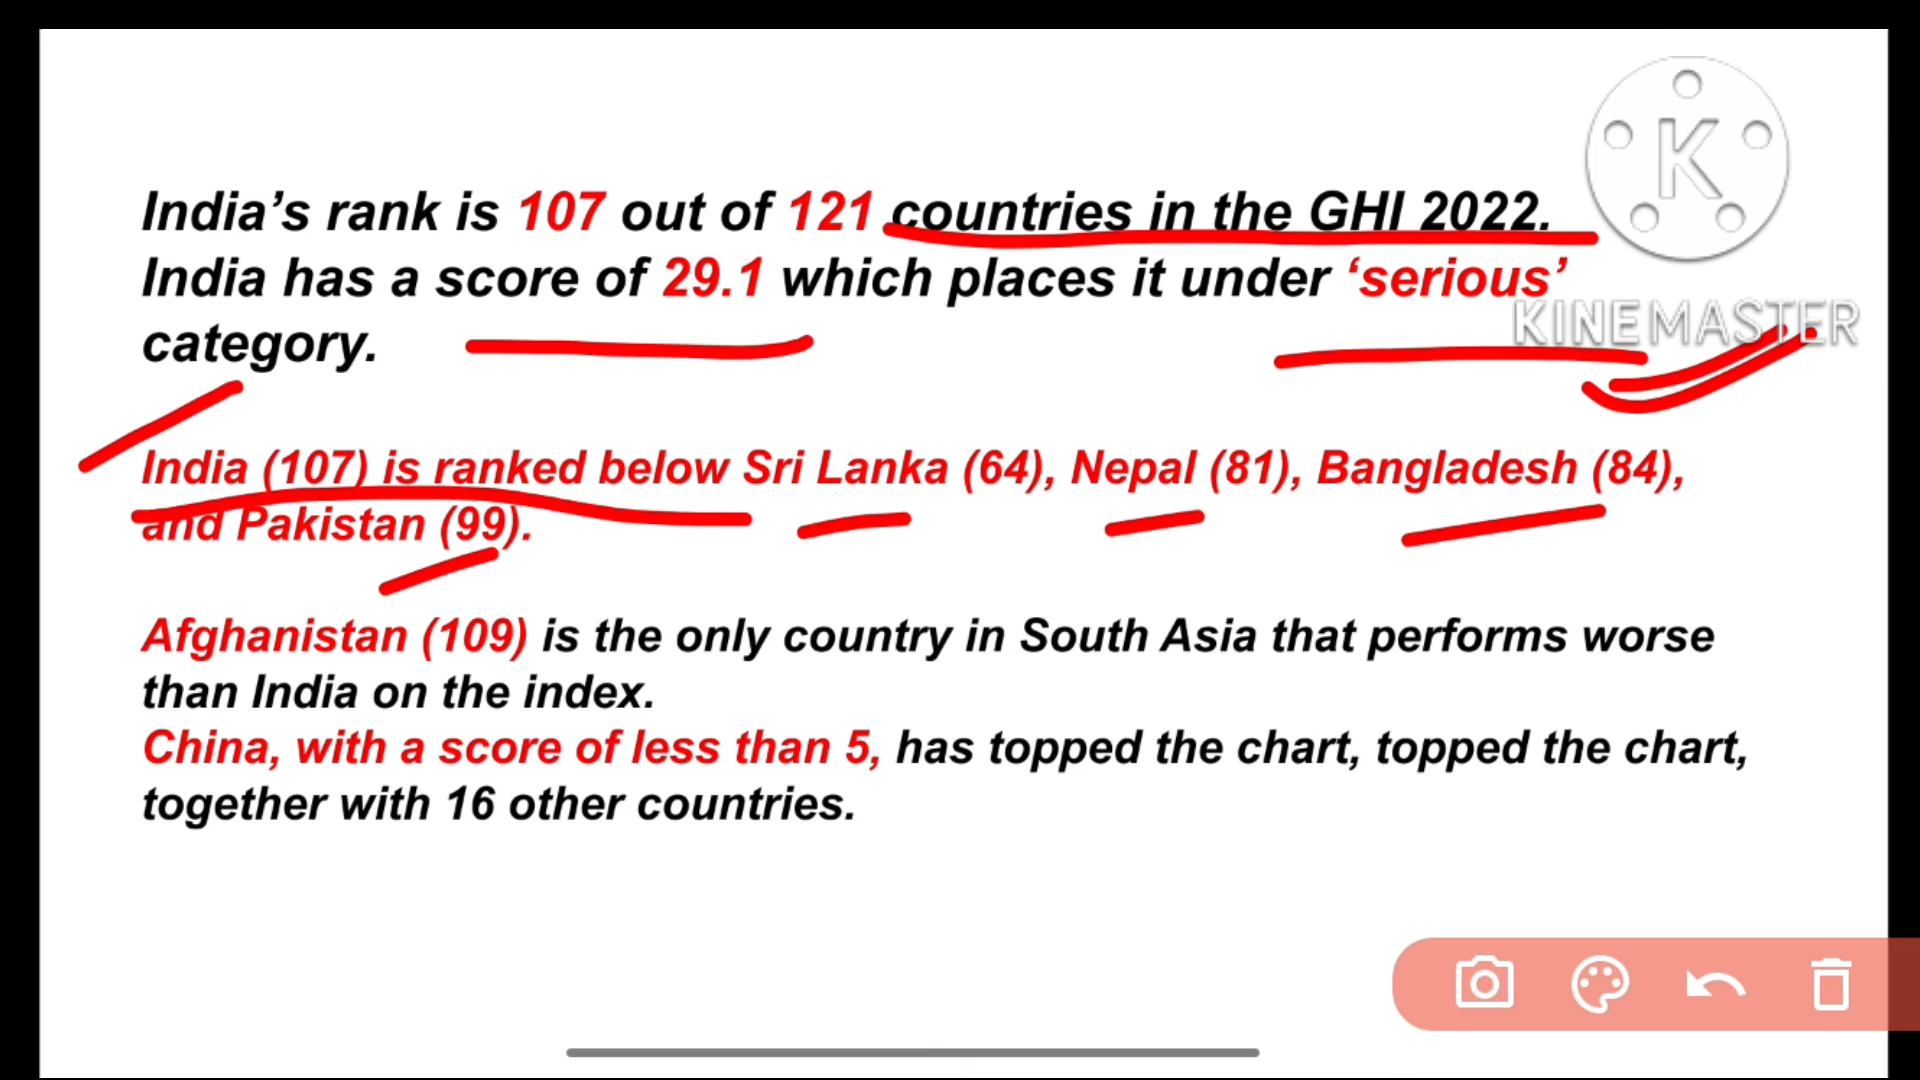 India’s rank is 107 out of 121 countries in the GHI 2022.
India has a score of 29.1 which places it under ‘serious’
category.
India (107) is ranked below Sri Lanka (64), Nepal (81), Bangladesh (84),
and Pakistan (99).
Afghanistan (109) is the only country in South Asia that performs worse
than India on the index.
China, with a score of less than 5, has topped the chart, topped the chart,
together with 16 other countries.
K
KINEMASTER